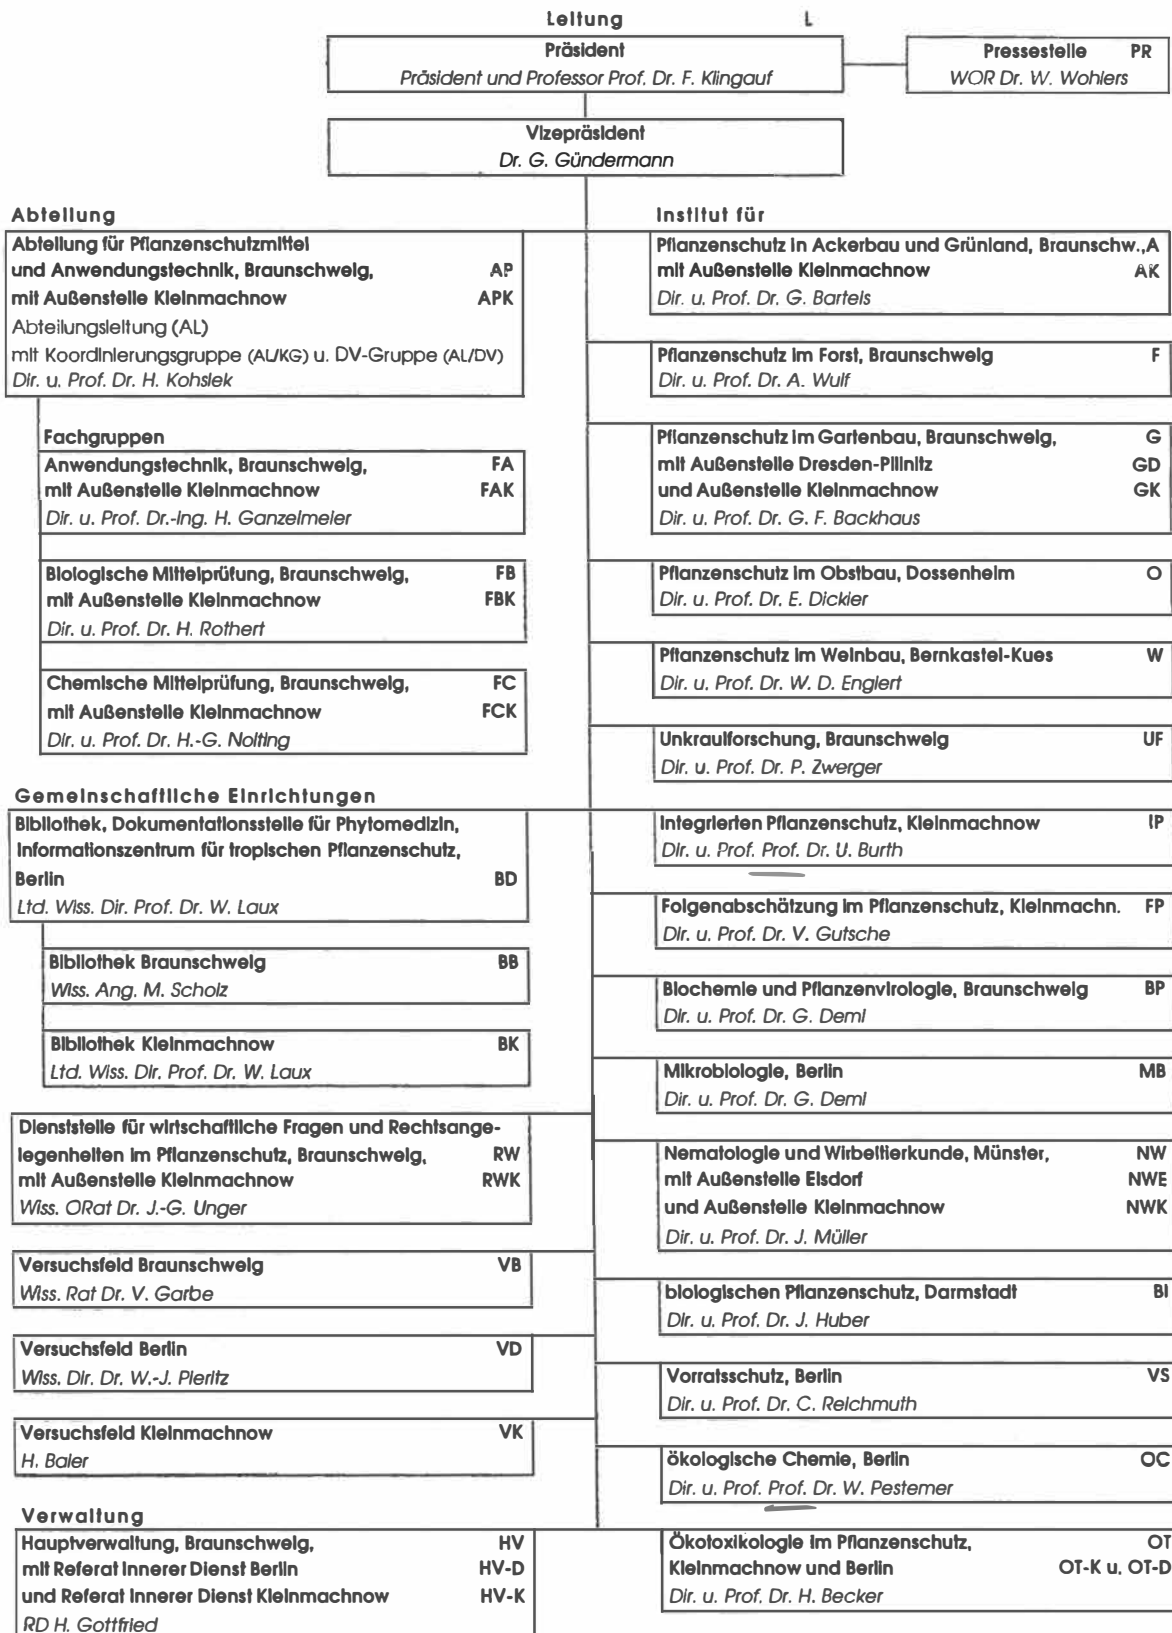 Leitung L
Präsident
Präsident und Professor Prof. Dr. F. Klingauf
Pressestelle PR
WOR Dr. W. Wohlers
Vizepräsident
Dr. G. Gündermann
Abteilung
Abteilung für Pflanzenschutzmittel
und Anwendungstechnik, Braunschweig, AP
mit Außenstelle Kleinmachnow APK
Abteilungsleitung (AL)
mit Koordinierungsgruppe (AL/KG) u. DV-Gruppe (AL/DV)
Dir. u. Prof. Dr. H. Kohsiek
Fachgruppen
Anwendungstechnik, Braunschweig, FA
mit Außenstelle Kleinmachnow FAK
Dir. u. Prof. Dr.-Ing. H. Ganzelmeier
Biologische Mittelprüfung, Braunschweig, FB
mit Außenstelle Kleinmachnow FBK
Dir. u. Prof. Dr. H. Rothert
Chemische Mittelprüfung, Braunschweig, FC
mit Außenstelle Kleinmachnow FCK
Dir. u. Prof. Dr. H.-G. Nolting
Gemeinschaftliche Einrichtungen
Bibliothek, Dokumentationsstelle für Phytomedizin,
Informationszentrum für tropischen Pflanzenschutz,
Berlin BD
Ltd. Wiss. Dir. Prof. Dr. W. Laux
Bibliothek Braunschweig BB
Wiss. Ang. M. Scholz
Bibliothek Kleinmachnow BK
Ltd. Wiss. Dir. Prof. Dr. W. Laux
Dienststelle für wirtschaftliche Fragen und Rechtsange-
legenheiten im Pflanzenschutz, Braunschweig, RW
mit Außenstelle Kleinmachnow RWK
Wiss. ORat Dr. J.-G. Unger
Versuchsfeld Braunschweig VB
Wiss. Rat Dr. V. Garbe
Versuchsfeld Berlin VD
Wiss. Dir. Dr. W.-J. Pieritz
Versuchsfeld Kleinmachnow VK
H. Baier
Verwaltung
Hauptverwaltung, Braunschweig, HV
mit Referat Innerer Dienst Berlin HV-D
und Referat Innerer Dienst Kleinmachnow HV-K
RD H. Gottfried
Institut für
Pflanzenschutz in Ackerbau und Grünland, Braunschw., A
mit Außenstelle Kleinmachnow AK
Dir. u. Prof. Dr. G. Bartels
Pflanzenschutz im Forst, Braunschweig F
Dir. u. Prof. Dr. A. Wulf
Pflanzenschutz im Gartenbau, Braunschweig, G
mit Außenstelle Dresden-Pillnitz GD
und Außenstelle Kleinmachnow GK
Dir. u. Prof. Dr. G. F. Backhaus
Pflanzenschutz im Obstbau, Dossenheim O
Dir. u. Prof. Dr. E. Dickler
Pflanzenschutz im Weinbau, Bernkastel-Kues W
Dir. u. Prof. Dr. W. D. Englert
Unkrautforschung, Braunschweig UF
Dir. u. Prof. Dr. P. Zwerger
Integrierten Pflanzenschutz, Kleinmachnow IP
Dir. u. Prof. Prof. Dr. U. Burth
Folgenabschätzung im Pflanzenschutz, Kleinmachn. FP
Dir. u. Prof. Dr. V. Gutsche
Biochemie und Pflanzenvirologie, Braunschweig BP
Dir. u. Prof. Dr. G. Deml
Mikrobiologie, Berlin MB
Dir. u. Prof. Dr. G. Deml
Nematologie und Wirbeltierkunde, Münster, NW
mit Außenstelle Elsdorf NWE
und Außenstelle Kleinmachnow NWK
Dir. u. Prof. Dr. J. Müller
biologischen Pflanzenschutz, Darmstadt BI
Dir. u. Prof. Dr. J. Huber
Vorratsschutz, Berlin VS
Dir. u. Prof. Dr. C. Reichmuth
ökologische Chemie, Berlin OC
Dir. u. Prof. Prof. Dr. W. Pestemer
Ökotoxikologie im Pflanzenschutz, OT
Kleinmachnow und Berlin OT-K u. OT-D
Dir. u. Prof. Dr. H. Becker